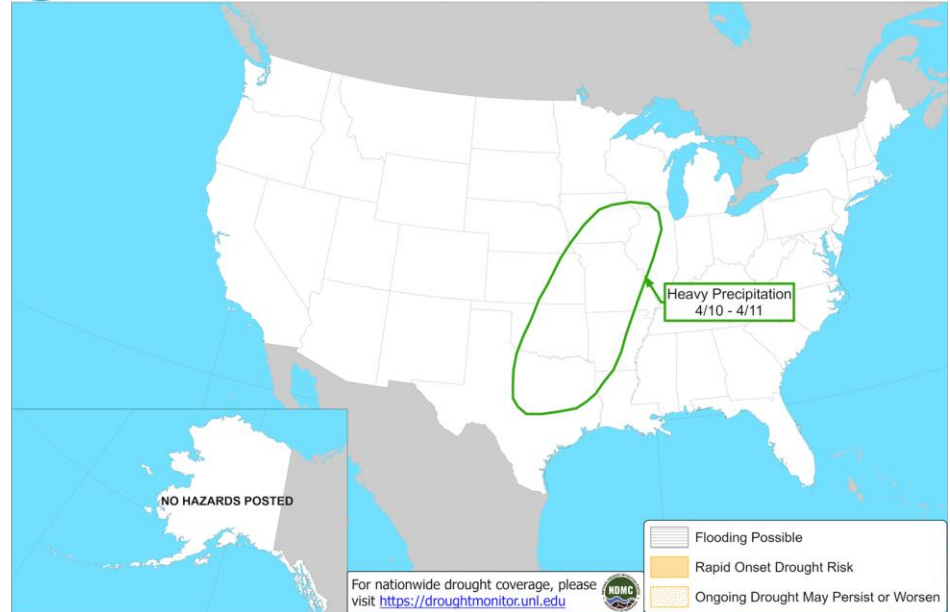 Heavy Precipitation
4/10 - 4/11
NO HAZARDS POSTED
For nationwide drought coverage, please
visit https://droughtmonitor.unl.edu
NDMC
Flooding Possible
Rapid Onset Drought Risk
Ongoing Drought May Persist or Worsen